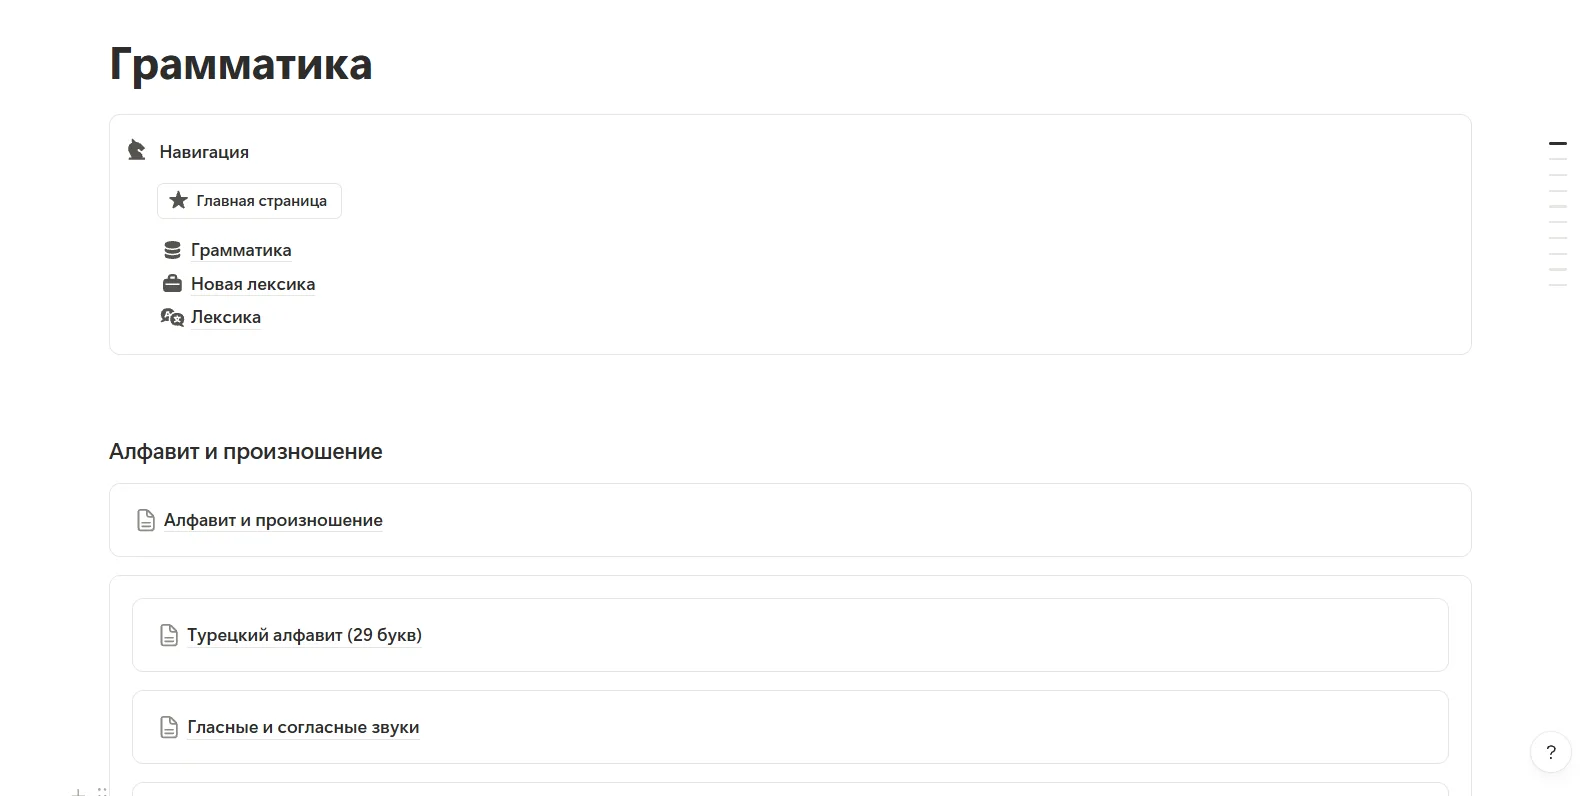 Грамматика
Навигация
Главная страница
Грамматика
Новая лексика
Лексика
Алфавит и произношение
Алфавит и произношение
Турецкий алфавит (29 букв)
Гласные и согласные звуки
?